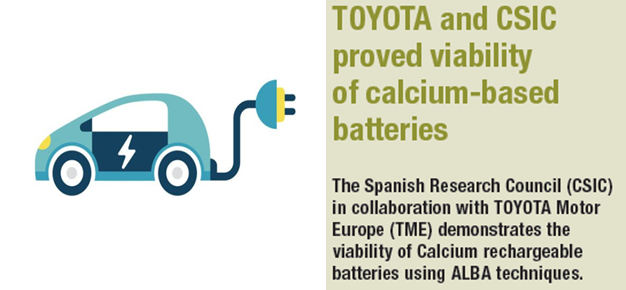 TOYOTA and CSIC
proved viability
of calcium-based
batteries
The Spanish Research Council (CSIC)
in collaboration with TOYOTA Motor
Europe (TME) demonstrates the
viability of Calcium rechargeable
batteries using ALBA techniques.